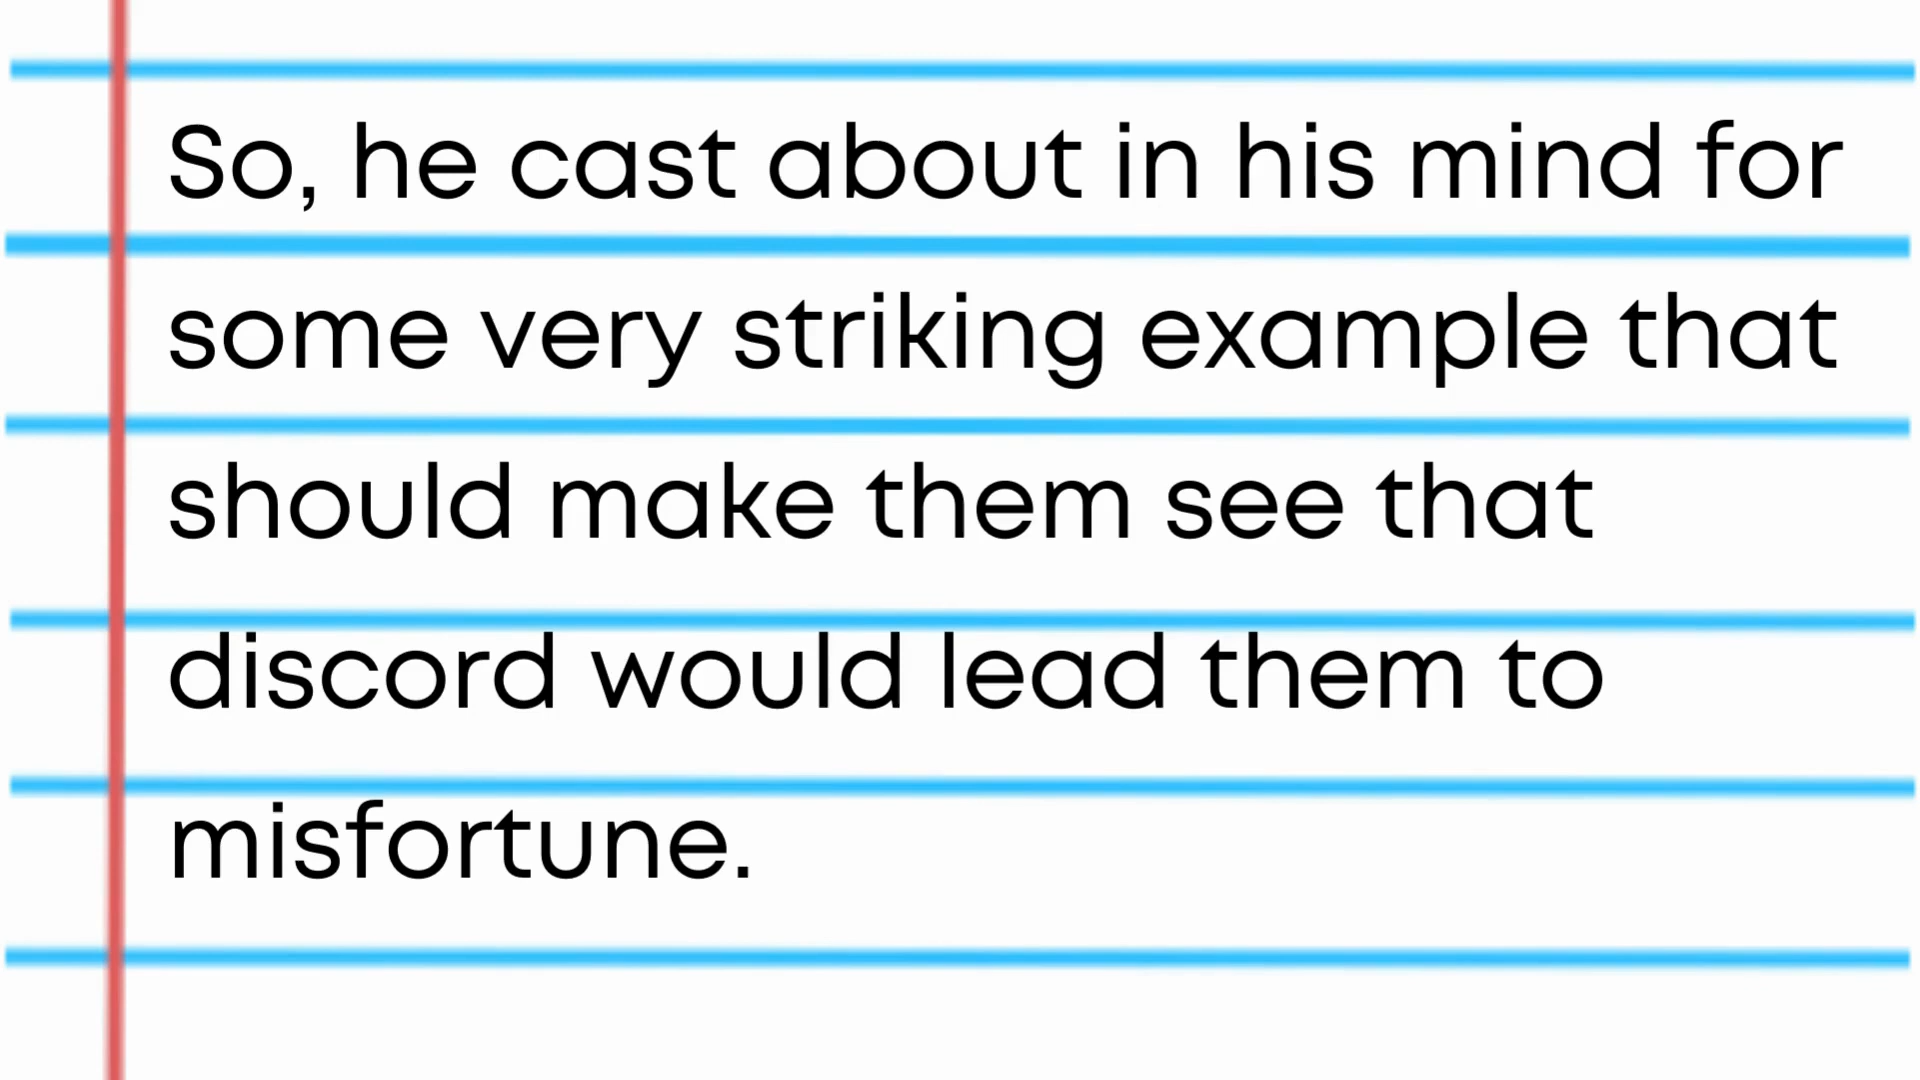 So, he cast about in his mind for
some very striking example that
should make them see that
discord would lead them to
misfortune.